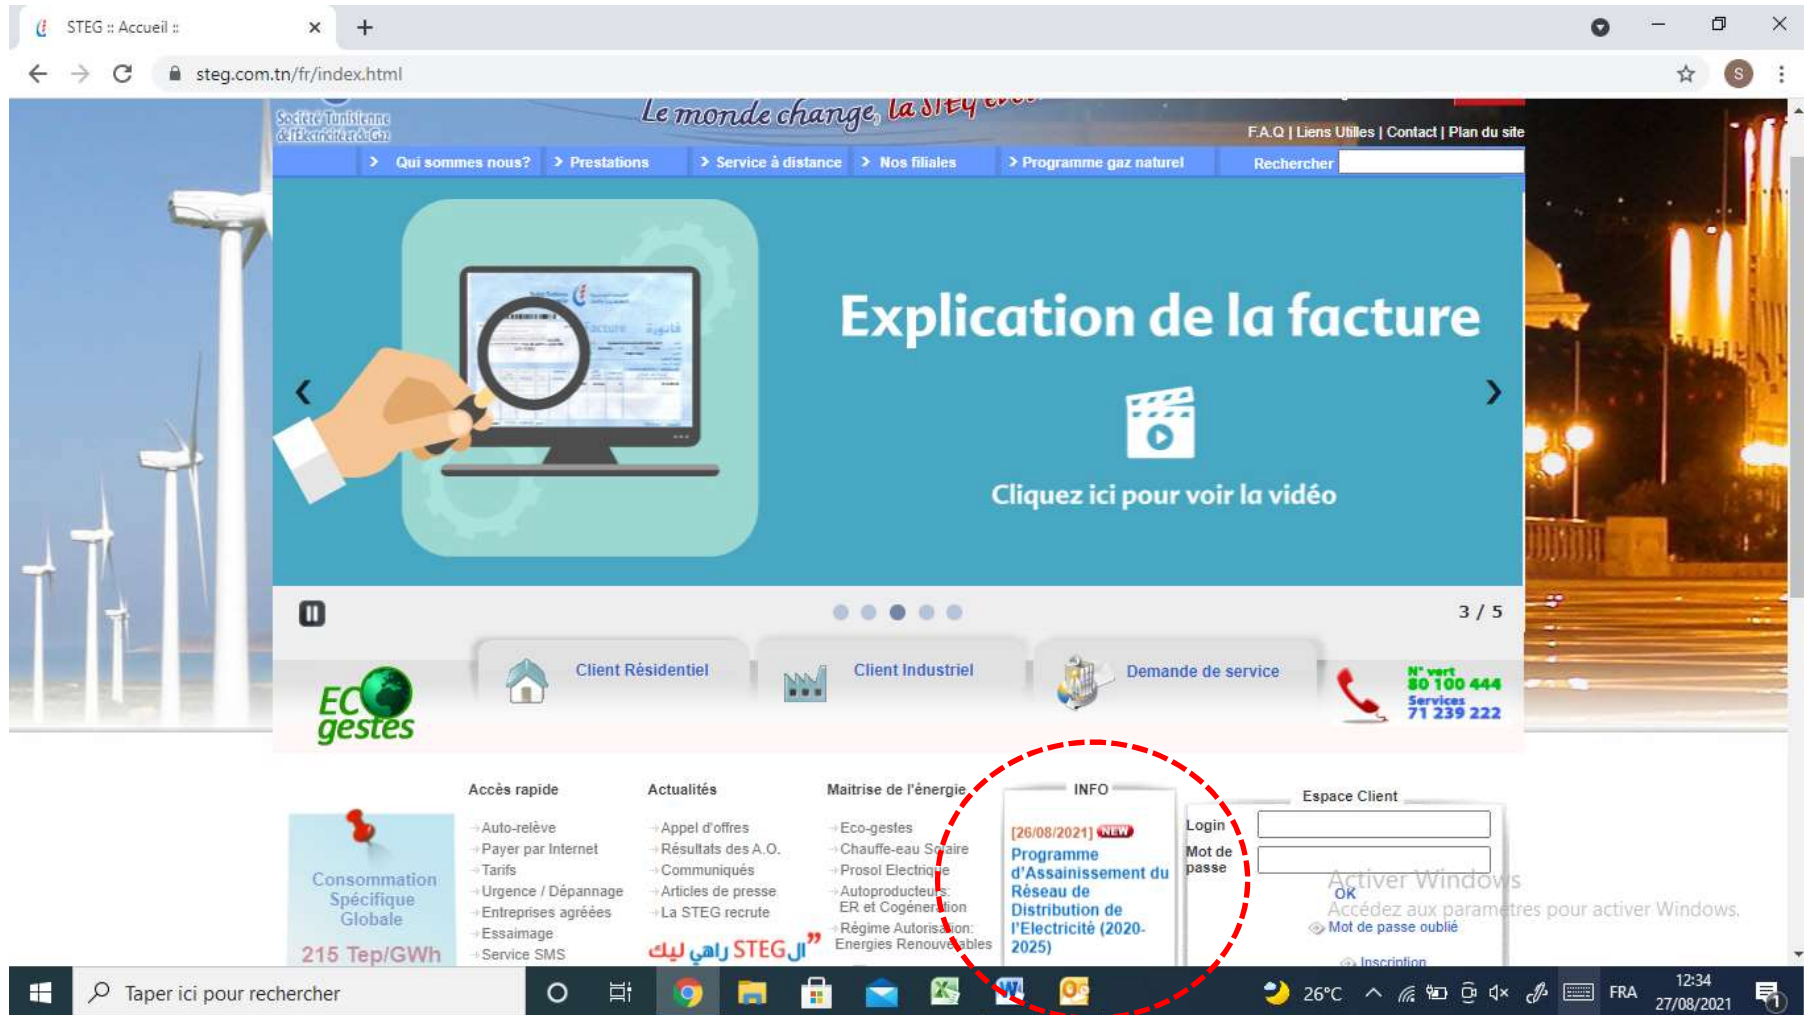 STEG :: Accueil ::
steg.com.tn/fr/index.html
S
Société Tunisienne
de l'Electricité et du Gaz
Le monde change, la STEG
F.A.Q | Liens Utilles | Contact | Plan du site
Qui sommes nous?
Prestations
Service à distance
Nos filiales
Programme gaz naturel
Rechercher
Facture فاتورة
Explication de la facture
Cliquez ici pour voir la vidéo
3 / 5
ECO
gestes
Client Résidentiel
Client Industriel
Demande de service
N° vert
80 100 444
Services
71 239 222
Consommation
Spécifique
Globale
215 Tep/GWh
Accès rapide
Auto-relève
Payer par Internet
Tarifs
Urgence / Dépannage
Entreprises agréées
Essaimage
Service SMS
Actualités
Appel d'offres
Résultats des A.O.
Communiqués
Articles de presse
La STEG recrute
الـ STEG راهي ليك
Maitrise de l'énergie
Eco-gestes
Chauffe-eau Solaire
Prosol Electrique
Autoproducteurs:
ER et Cogéneration
Régime Autorisation:
Energies Renouvelables
INFO
[26/08/2021] NEW
Programme
d'Assainissement du
Réseau de
Distribution de
l'Electricité (2020-
2025)
Espace Client
Login
Mot de
passe
OK
Mot de passe oublié
Inscription
Activer Windows
Accédez aux paramètres pour activer Windows.
Taper ici pour rechercher
26°C
FRA
12:34
27/08/2021
1